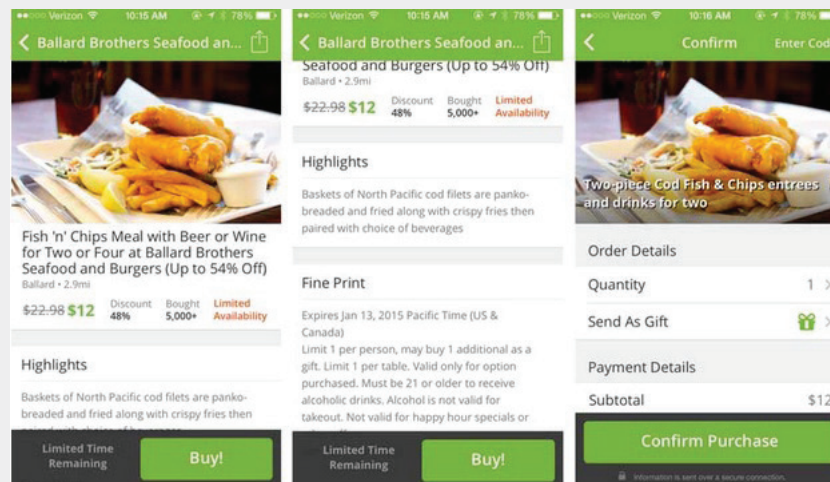 Verizon 10:15 AM 78%
Ballard Brothers Seafood an...
Fish 'n' Chips Meal with Beer or Wine
for Two or Four at Ballard Brothers
Seafood and Burgers (Up to 54% Off)
Ballard • 2.9mi
$22.98 $12 Discount 48% Bought 5,000+ Limited Availability
Highlights
Baskets of North Pacific cod filets are panko-
breaded and fried along with crispy fries then
Limited Time
Remaining
Buy!
Verizon 10:15 AM 78%
Ballard Brothers Seafood an...
Seafood and Burgers (Up to 54% Off)
Ballard • 2.9mi
$22.98 $12 Discount 48% Bought 5,000+ Limited Availability
Highlights
Baskets of North Pacific cod filets are panko-
breaded and fried along with crispy fries then
paired with choice of beverages
Fine Print
Expires Jan 13, 2015 Pacific Time (US &
Canada)
Limit 1 per person, may buy 1 additional as a
gift. Limit 1 per table. Valid only for option
purchased. Must be 21 or older to receive
alcoholic drinks. Alcohol is not valid for
takeout. Not valid for happy hour specials or
Limited Time
Remaining
Buy!
Verizon 10:16 AM 78%
Confirm Enter Cod
Two-piece Cod Fish & Chips entrees
and drinks for two
Order Details
Quantity 1
Send As Gift
Payment Details
Subtotal $12
Confirm Purchase
Information is sent over a secure connection.